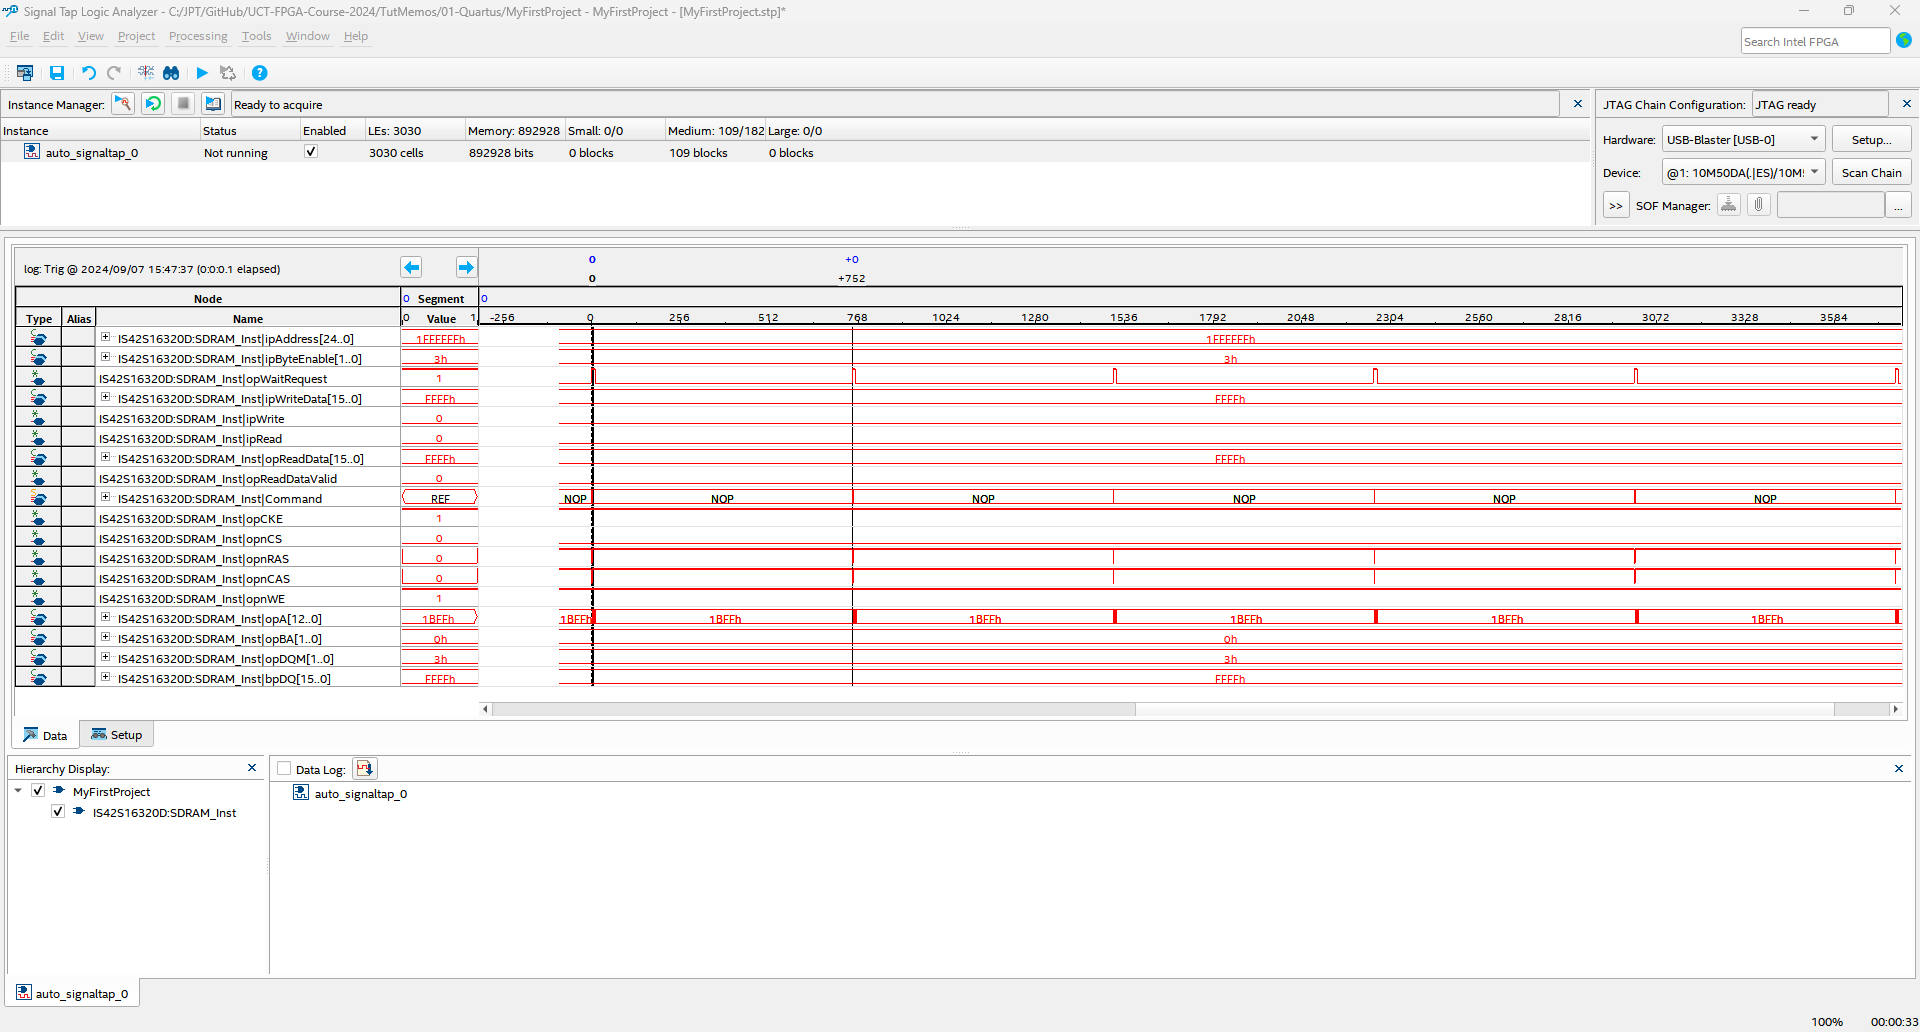 Signal Tap Logic Analyzer - C:/JPT/GitHub/UCT-FPGA-Course-2024/TutMemos/01-Quartus/MyFirstProject - MyFirstProject - [MyFirstProject.stp]*
File Edit View Project Processing Tools Window Help
Search Intel FPGA
Instance Manager: Ready to acquire
JTAG Chain Configuration: JTAG ready
Instance Status Enabled LEs: 3030 Memory: 892928 Small: 0/0 Medium: 109/182 Large: 0/0
auto_signaltap_0 Not running 3030 cells 892928 bits 0 blocks 109 blocks 0 blocks
Hardware: USB-Blaster [USB-0] Setup...
Device: @1: 10M50DA(.|ES)/10M! Scan Chain
>> SOF Manager: ...
log: Trig @ 2024/09/07 15:47:37 (0:0:0.1 elapsed)
0 +0
0 +752
Node 0 Segment 0
Type Alias Name 0 Value 1 -256 0 256 512 768 1024 1280 1536 1792 2048 2304 2560 2816 3072 3328 3584
IS42S16320D:SDRAM_Inst|ipAddress[24..0] 1FFFFFFh 1FFFFFFh
IS42S16320D:SDRAM_Inst|ipByteEnable[1..0] 3h 3h
IS42S16320D:SDRAM_Inst|opWaitRequest 1
IS42S16320D:SDRAM_Inst|ipWriteData[15..0] FFFFh FFFFh
IS42S16320D:SDRAM_Inst|ipWrite 0
IS42S16320D:SDRAM_Inst|ipRead 0
IS42S16320D:SDRAM_Inst|opReadData[15..0] FFFFh FFFFh
IS42S16320D:SDRAM_Inst|opReadDataValid 0
IS42S16320D:SDRAM_Inst|Command REF NOP NOP NOP NOP NOP NOP
IS42S16320D:SDRAM_Inst|opCKE 1
IS42S16320D:SDRAM_Inst|opnCS 0
IS42S16320D:SDRAM_Inst|opnRAS 0
IS42S16320D:SDRAM_Inst|opnCAS 0
IS42S16320D:SDRAM_Inst|opnWE 1
IS42S16320D:SDRAM_Inst|opA[12..0] 1BFFh 1BFFh 1BFFh 1BFFh 1BFFh 1BFFh 1BFFh
IS42S16320D:SDRAM_Inst|opBA[1..0] 0h 0h
IS42S16320D:SDRAM_Inst|opDQM[1..0] 3h 3h
IS42S16320D:SDRAM_Inst|bpDQ[15..0] FFFFh FFFFh
Data Setup
Hierarchy Display:
MyFirstProject
IS42S16320D:SDRAM_Inst
Data Log:
auto_signaltap_0
auto_signaltap_0
100% 00:00:33